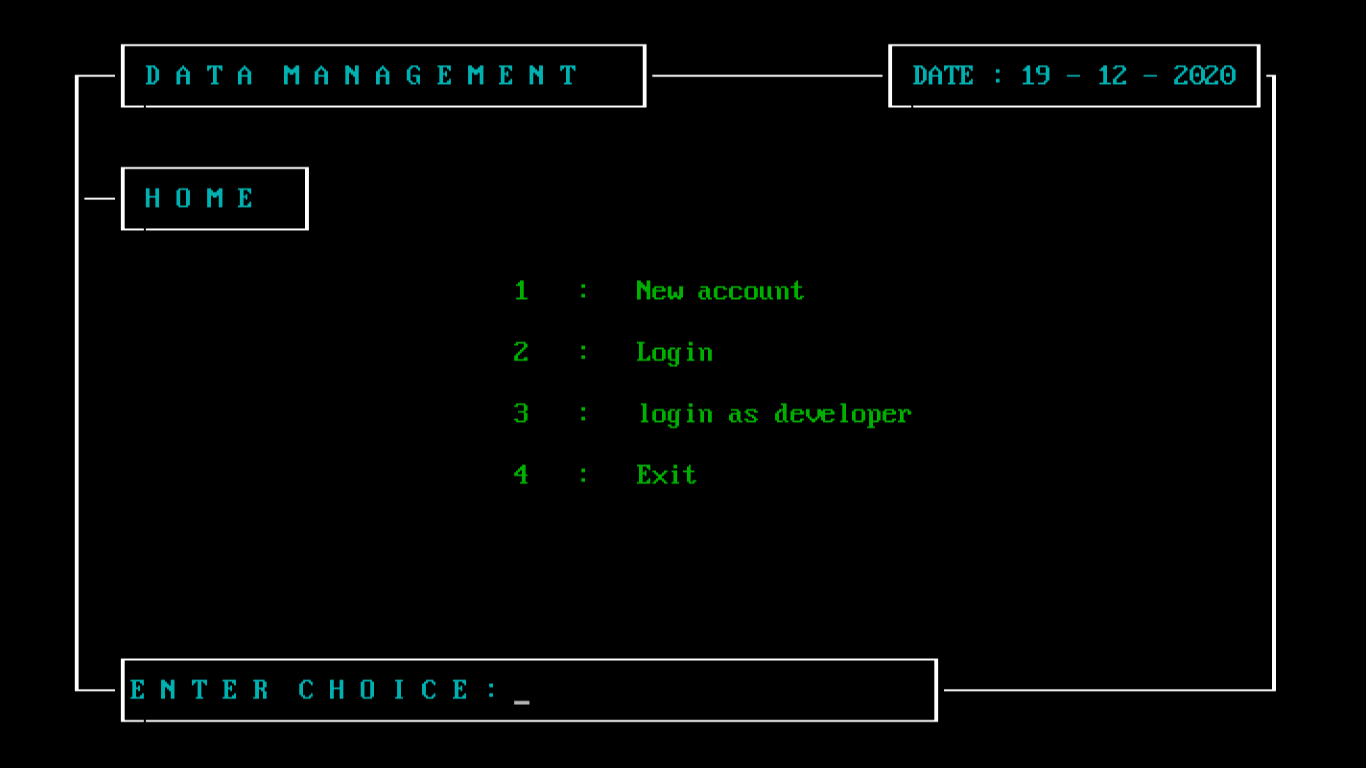 D A T A  M A N A G E M E N T
DATE : 19 - 12 - 2020
H O M E
1 : New account
2 : Login
3 : login as developer
4 : Exit
E N T E R  C H O I C E : _